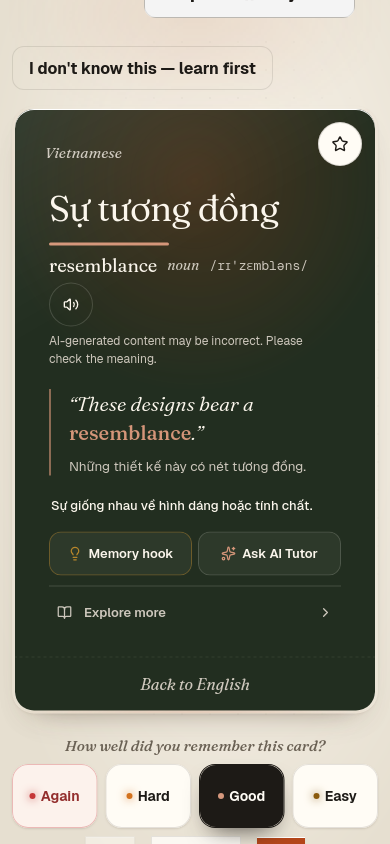 I don't know this — learn first
Vietnamese
Sự tương đồng
resemblance noun /rɪˈzɛmbləns/
AI-generated content may be incorrect. Please
check the meaning.
“These designs bear a
resemblance.”
Những thiết kế này có nét tương đồng.
Sự giống nhau về hình dáng hoặc tính chất.
Memory hook
Ask AI Tutor
Explore more
Back to English
How well did you remember this card?
Again
Hard
Good
Easy